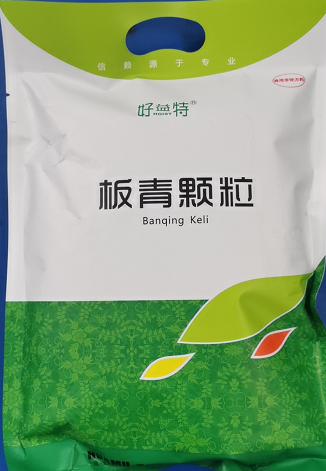 信赖源于专业
好益特®
板青颗粒
Banqing Keli